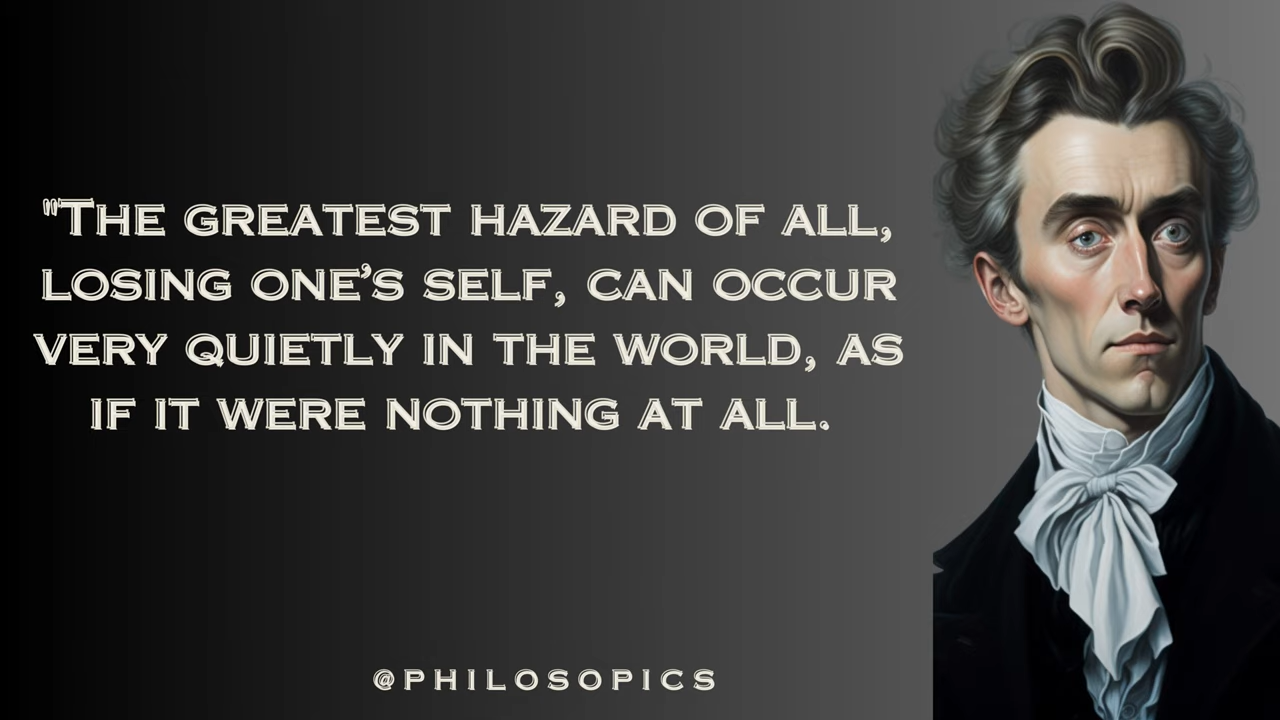 "The greatest hazard of all,
losing one’s self, can occur
very quietly in the world, as
if it were nothing at all.
@PHILOSOPICS